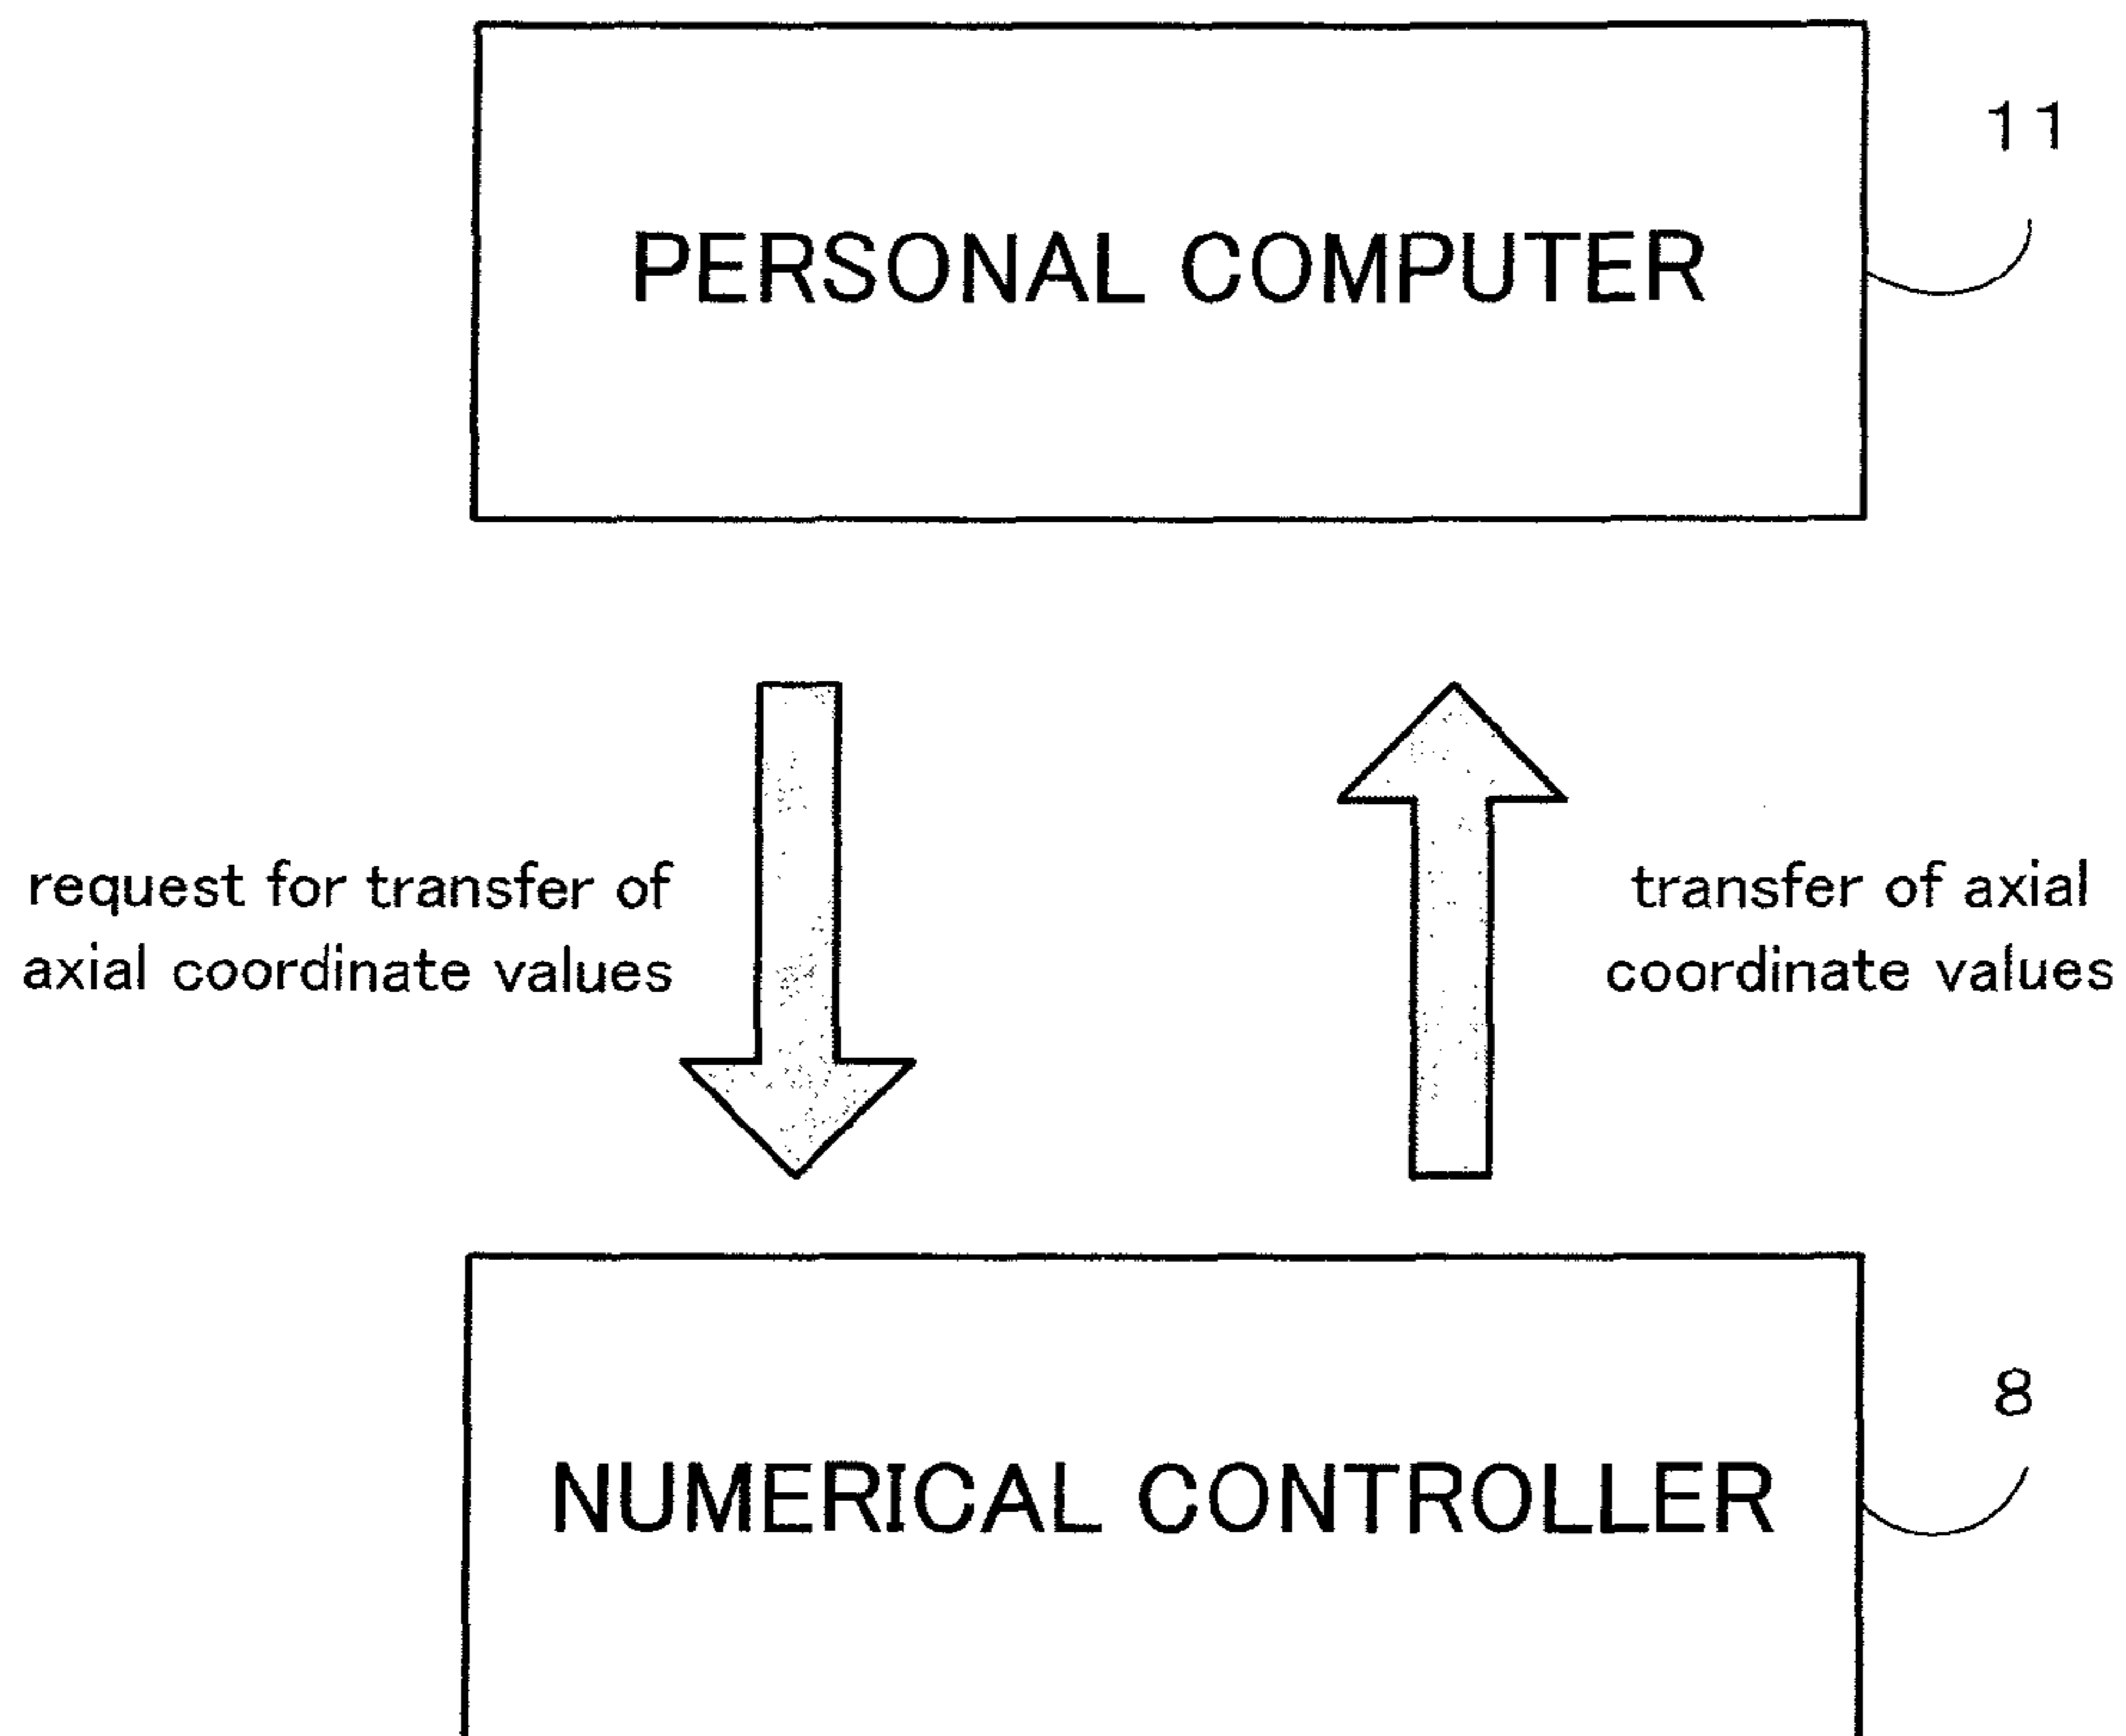 11
PERSONAL COMPUTER
request for transfer of
axial coordinate values
transfer of axial
coordinate values
8
NUMERICAL CONTROLLER